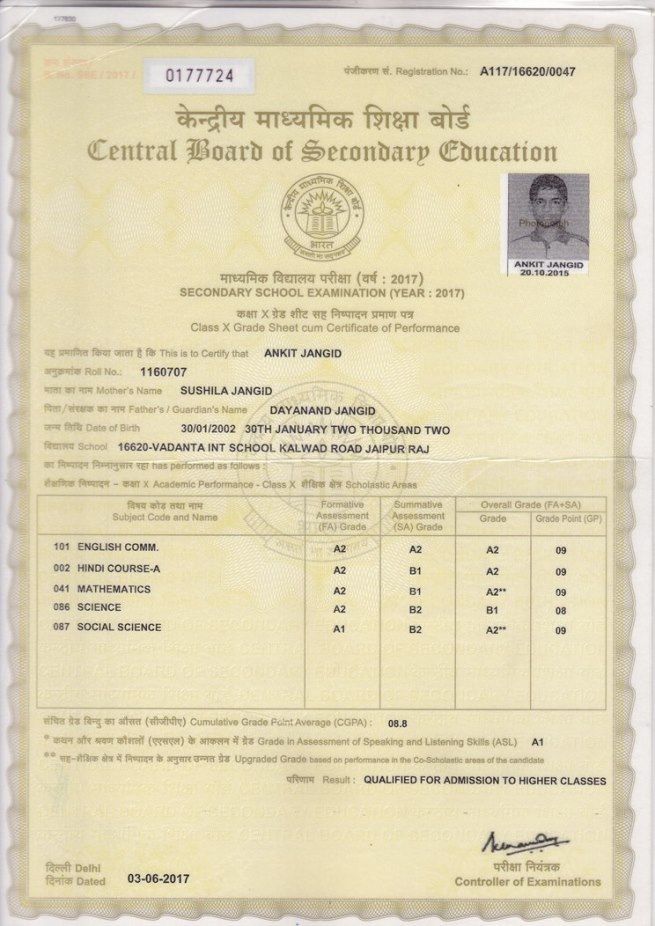 177830
0177724
पंजीकरण सं. Registration No.: A117/16620/0047
केन्द्रीय माध्यमिक शिक्षा बोर्ड
Central Board of Secondary Education
केन्द्रीय माध्यमिक शिक्षा बोर्ड
भारत
ANKIT JANGID
20.10.2015
माध्यमिक विद्यालय परीक्षा (वर्ष : 2017)
SECONDARY SCHOOL EXAMINATION (YEAR : 2017)
कक्षा X ग्रेड शीट सह निष्पादन प्रमाण पत्र
Class X Grade Sheet cum Certificate of Performance
यह प्रमाणित किया जाता है कि This is to Certify that ANKIT JANGID
अनुक्रमांक Roll No.: 1160707
माता का नाम Mother's Name SUSHILA JANGID
पिता/संरक्षक का नाम Father's / Guardian's Name DAYANAND JANGID
जन्म तिथि Date of Birth 30/01/2002 30TH JANUARY TWO THOUSAND TWO
विद्यालय School 16620-VADANTA INT SCHOOL KALWAD ROAD JAIPUR RAJ
का निष्पादन निम्नानुसार रहा has performed as follows :
शैक्षणिक निष्पादन - कक्षा X Academic Performance - Class X शैक्षिक क्षेत्र Scholastic Areas
विषय कोड तथा नाम
Subject Code and Name
Formative Assessment (FA) Grade
Summative Assessment (SA) Grade
Overall Grade (FA+SA)
Grade Grade Point (GP)
101 ENGLISH COMM. A2 A2 A2 09
002 HINDI COURSE-A A2 B1 A2 09
041 MATHEMATICS A2 B1 A2** 09
086 SCIENCE A2 B2 B1 08
087 SOCIAL SCIENCE A1 B2 A2** 09
संचित ग्रेड बिन्दु का औसत (सीजीपीए) Cumulative Grade Point Average (CGPA) : 08.8
* कथन और श्रवण कौशलों (एएसएल) के आकलन में ग्रेड Grade in Assessment of Speaking and Listening Skills (ASL) A1
** सह-शैक्षिक क्षेत्र में निष्पादन के अनुसार उन्नत ग्रेड Upgraded Grade based on performance in the Co-Scholastic areas of the candidate
परिणाम Result : QUALIFIED FOR ADMISSION TO HIGHER CLASSES
दिल्ली Delhi
दिनांक Dated 03-06-2017
परीक्षा नियंत्रक
Controller of Examinations